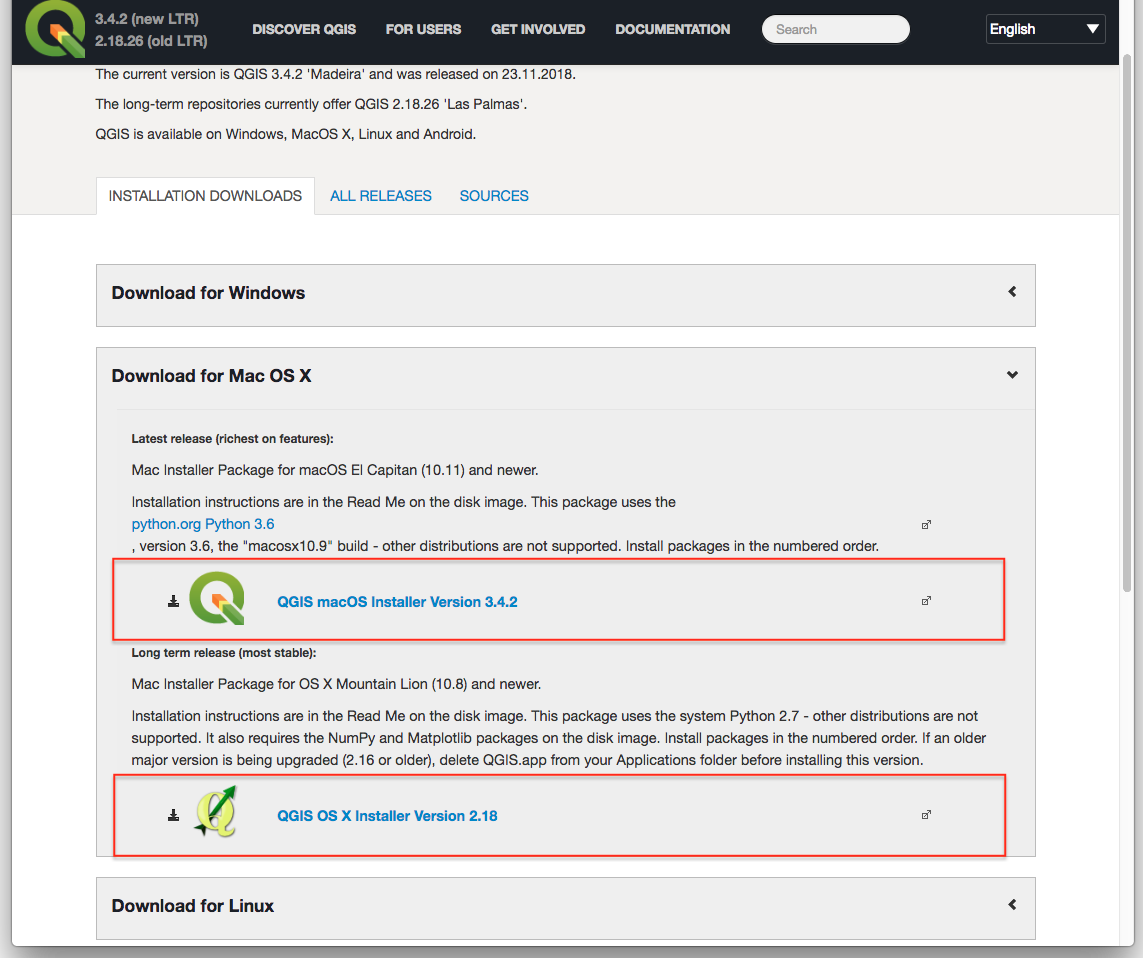 3.4.2 (new LTR)
2.18.26 (old LTR)
DISCOVER QGIS FOR USERS GET INVOLVED DOCUMENTATION Search English
The current version is QGIS 3.4.2 'Madeira' and was released on 23.11.2018.
The long-term repositories currently offer QGIS 2.18.26 'Las Palmas'.
QGIS is available on Windows, MacOS X, Linux and Android.
INSTALLATION DOWNLOADS ALL RELEASES SOURCES
Download for Windows
Download for Mac OS X
Latest release (richest on features):
Mac Installer Package for macOS El Capitan (10.11) and newer.
Installation instructions are in the Read Me on the disk image. This package uses the
python.org Python 3.6
, version 3.6, the "macosx10.9" build - other distributions are not supported. Install packages in the numbered order.
QGIS macOS Installer Version 3.4.2
Long term release (most stable):
Mac Installer Package for OS X Mountain Lion (10.8) and newer.
Installation instructions are in the Read Me on the disk image. This package uses the system Python 2.7 - other distributions are not
supported. It also requires the NumPy and Matplotlib packages on the disk image. Install packages in the numbered order. If an older
major version is being upgraded (2.16 or older), delete QGIS.app from your Applications folder before installing this version.
QGIS OS X Installer Version 2.18
Download for Linux